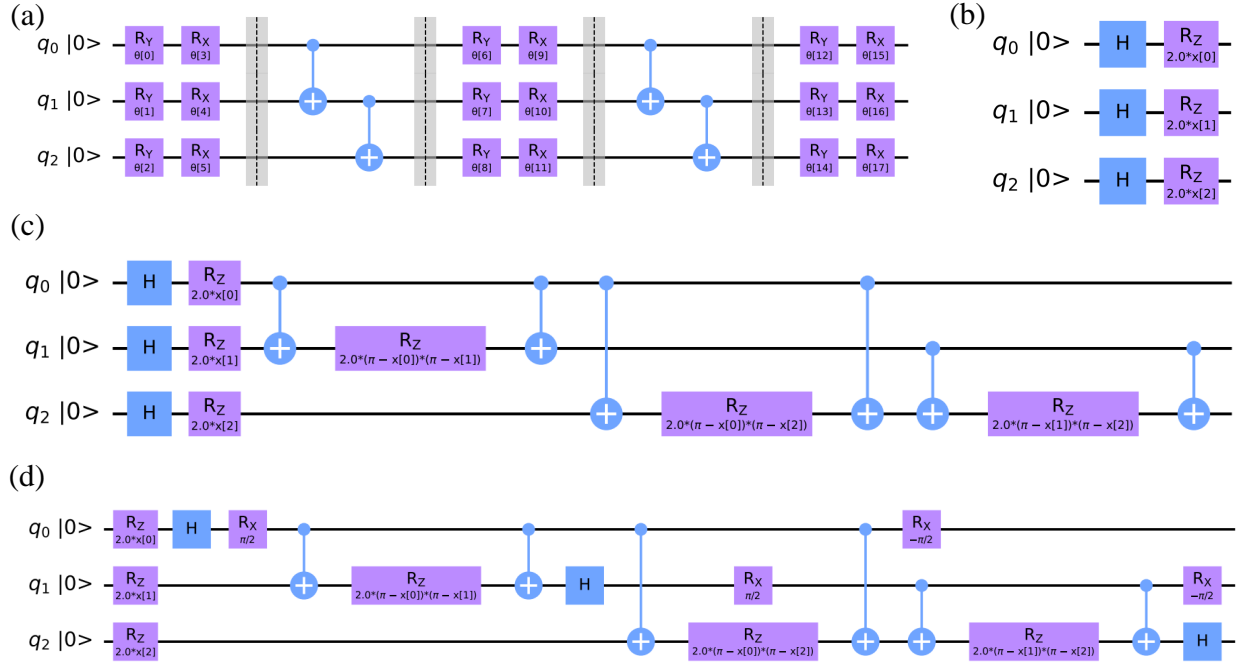 (a)
q0 |0> RY θ[0] RX θ[3] RY θ[6] RX θ[9] RY θ[12] RX θ[15]
q1 |0> RY θ[1] RX θ[4] RY θ[7] RX θ[10] RY θ[13] RX θ[16]
q2 |0> RY θ[2] RX θ[5] RY θ[8] RX θ[11] RY θ[14] RX θ[17]
(b)
q0 |0> H RZ 2.0*x[0]
q1 |0> H RZ 2.0*x[1]
q2 |0> H RZ 2.0*x[2]
(c)
q0 |0> H RZ 2.0*x[0]
q1 |0> H RZ 2.0*x[1] RZ 2.0*(π − x[0])*(π − x[1])
q2 |0> H RZ 2.0*x[2] RZ 2.0*(π − x[0])*(π − x[2]) RZ 2.0*(π − x[1])*(π − x[2])
(d)
q0 |0> RZ 2.0*x[0] H RX π/2 RX −π/2
q1 |0> RZ 2.0*x[1] RZ 2.0*(π − x[0])*(π − x[1]) H RX π/2 RX −π/2
q2 |0> RZ 2.0*x[2] RZ 2.0*(π − x[0])*(π − x[2]) RZ 2.0*(π − x[1])*(π − x[2]) H